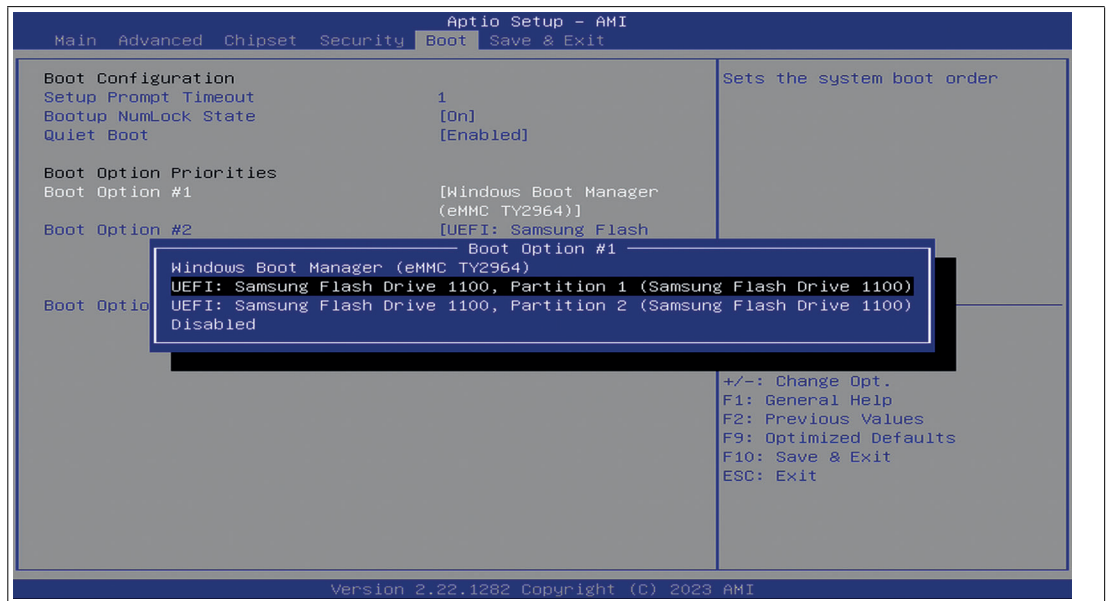 Aptio Setup – AMI
Main Advanced Chipset Security Boot Save & Exit
Boot Configuration
Setup Prompt Timeout 1
Bootup NumLock State [On]
Quiet Boot [Enabled]
Boot Option Priorities
Boot Option #1 [Windows Boot Manager
(eMMC TY2964)]
Boot Option #2 [UEFI: Samsung Flash
Boot Option #1
Windows Boot Manager (eMMC TY2964)
UEFI: Samsung Flash Drive 1100, Partition 1 (Samsung Flash Drive 1100)
Boot Optio
UEFI: Samsung Flash Drive 1100, Partition 2 (Samsung Flash Drive 1100)
Disabled
Sets the system boot order
+/-: Change Opt.
F1: General Help
F2: Previous Values
F9: Optimized Defaults
F10: Save & Exit
ESC: Exit
Version 2.22.1282 Copyright (C) 2023 AMI